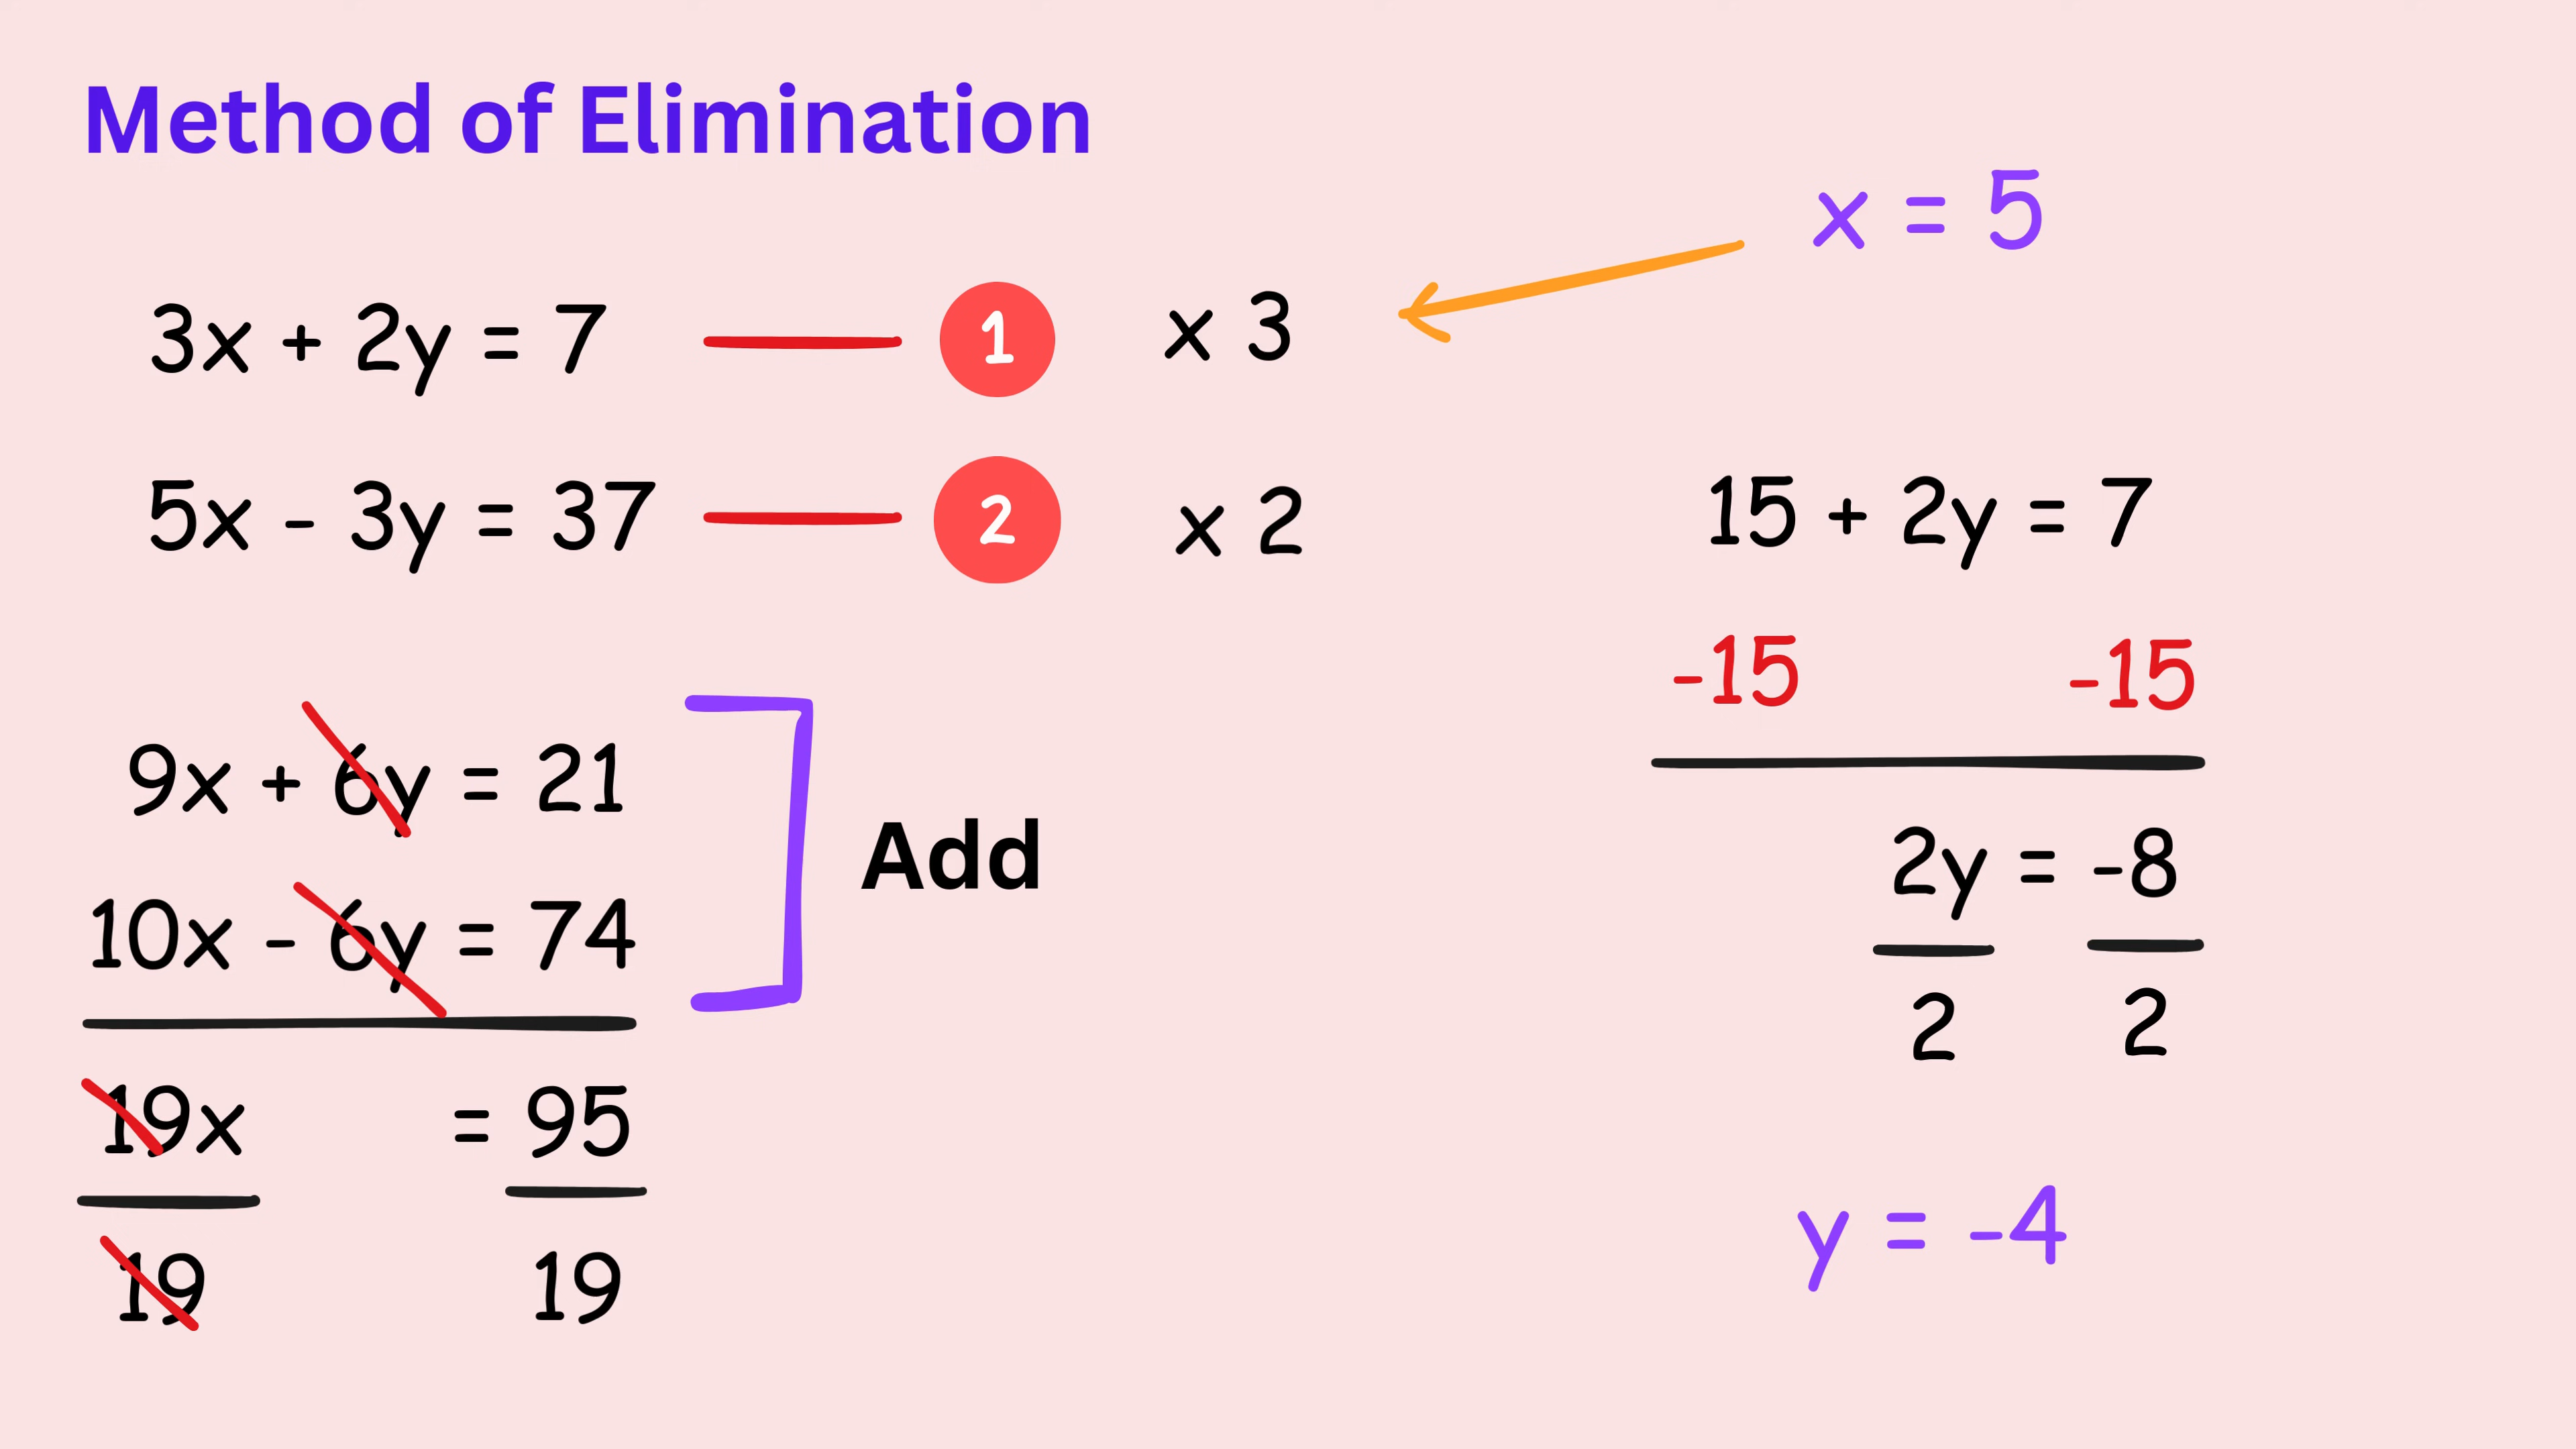 Method of Elimination
3x + 2y = 7 1 x 3
5x - 3y = 37 2 x 2
9x + 6y = 21
10x - 6y = 74
Add
19x = 95
19 19
x = 5
15 + 2y = 7
-15 -15
2y = -8
2 2
y = -4